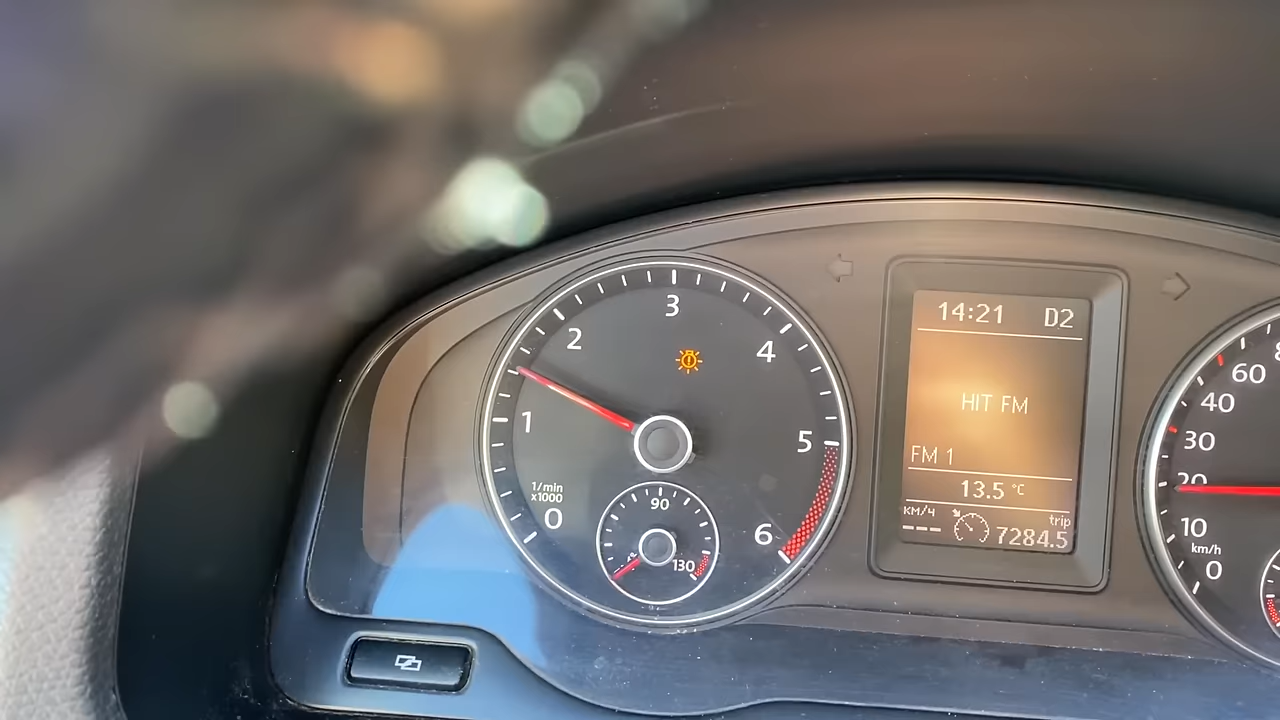 0
1
2
3
4
5
6
1/min
x1000
90
130
14:21 D2
HIT FM
FM 1
13.5 °C
км/ч --- trip
7284.5
0
10
20
30
40
60
km/h